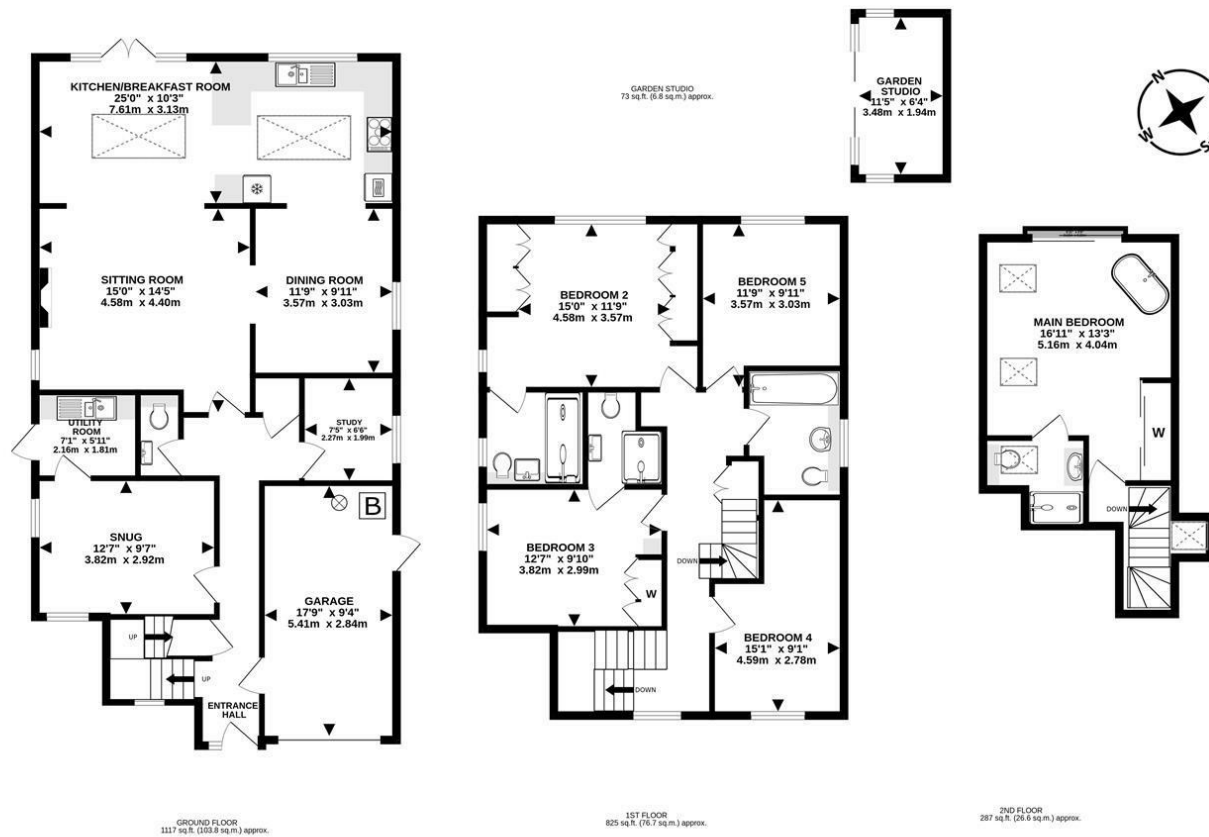 KITCHEN/BREAKFAST ROOM
25'0" x 10'3"
7.61m x 3.13m
SITTING ROOM
15'0" x 14'5"
4.58m x 4.40m
DINING ROOM
11'9" x 9'11"
3.57m x 3.03m
UTILITY
ROOM
7'1" x 5'11"
2.16m x 1.81m
STUDY
7'5" x 6'6"
2.27m x 1.99m
SNUG
12'7" x 9'7"
3.82m x 2.92m
B
GARAGE
17'9" x 9'4"
5.41m x 2.84m
UP
UP
ENTRANCE
HALL
GROUND FLOOR
1117 sq.ft. (103.8 sq.m.) approx.
GARDEN STUDIO
73 sq.ft. (6.8 sq.m.) approx.
GARDEN
STUDIO
11'5" x 6'4"
3.48m x 1.94m
N
W
S
BEDROOM 2
15'0" x 11'9"
4.58m x 3.57m
BEDROOM 5
11'9" x 9'11"
3.57m x 3.03m
BEDROOM 3
12'7" x 9'10"
3.82m x 2.99m
W
DOWN
BEDROOM 4
15'1" x 9'1"
4.59m x 2.78m
DOWN
1ST FLOOR
825 sq.ft. (76.7 sq.m.) approx.
MAIN BEDROOM
16'11" x 13'3"
5.16m x 4.04m
W
DOWN
2ND FLOOR
287 sq.ft. (26.6 sq.m.) approx.